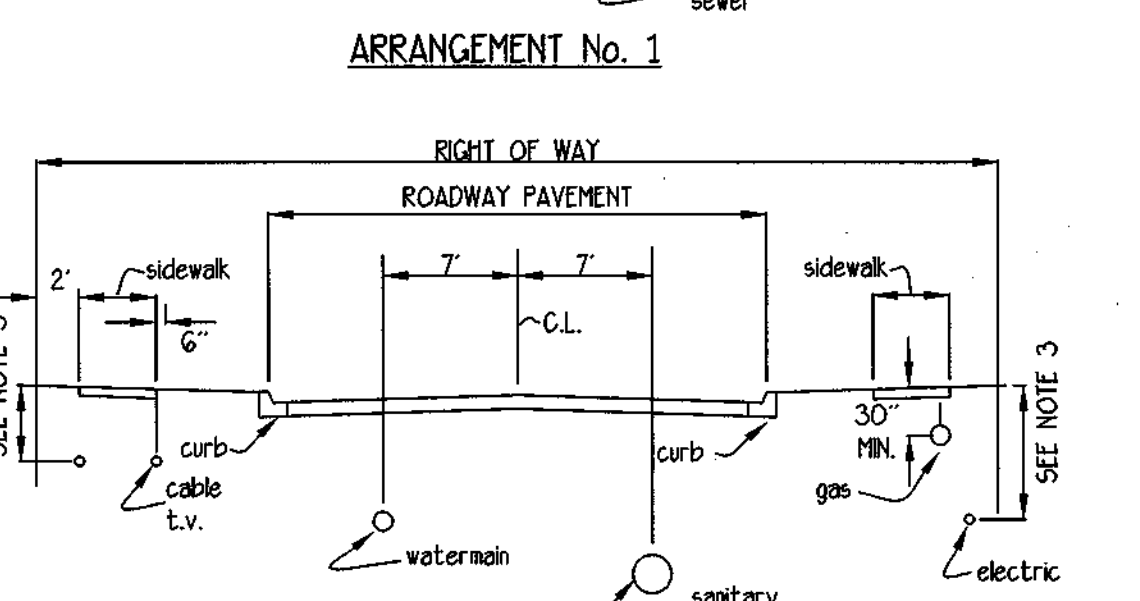 sewer
ARRANGEMENT No. 1
RIGHT OF WAY
ROADWAY PAVEMENT
2'
sidewalk
7'
7'
sidewalk
6"
C.L.
SEE NOTE 3
30"
MIN.
curb
curb
gas
cable
t.v.
watermain
electric
sanitary